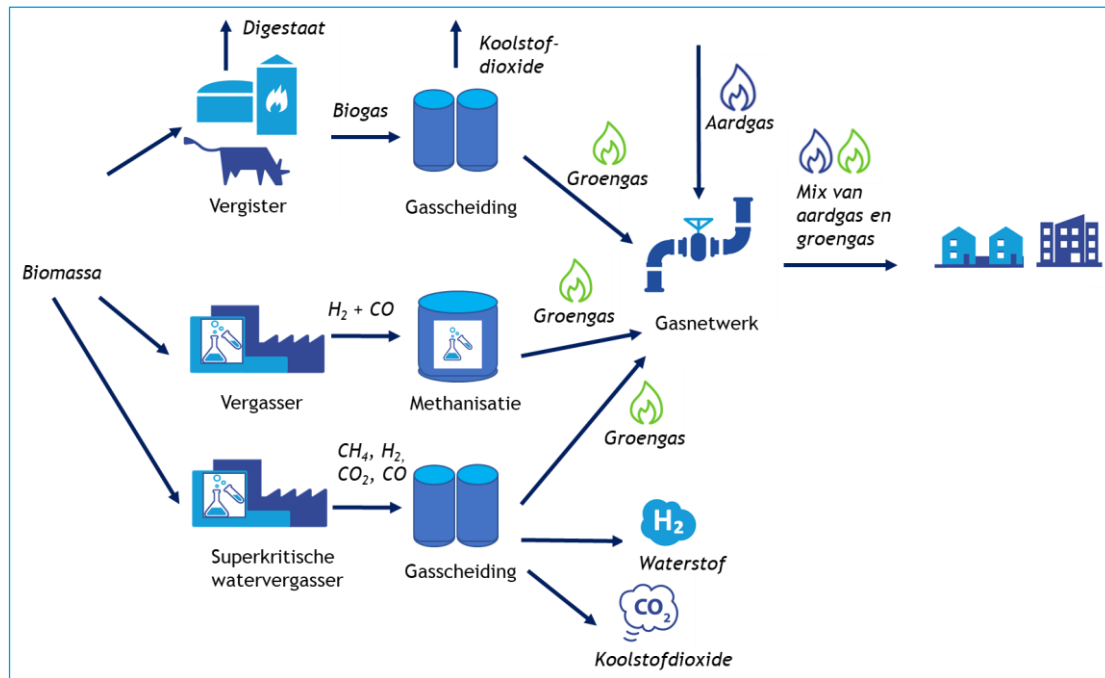 Digestaat
Koolstof-
dioxide
Biogas
Aardgas
Groengas
Mix van
aardgas en
groengas
Vergister
Gasscheiding
Biomassa
H₂ + CO
Groengas
Gasnetwerk
Vergasser
Methanisatie
Groengas
CH₄, H₂,
CO₂, CO
H₂
Waterstof
Superkritische
watervergasser
Gasscheiding
CO₂
Koolstofdioxide